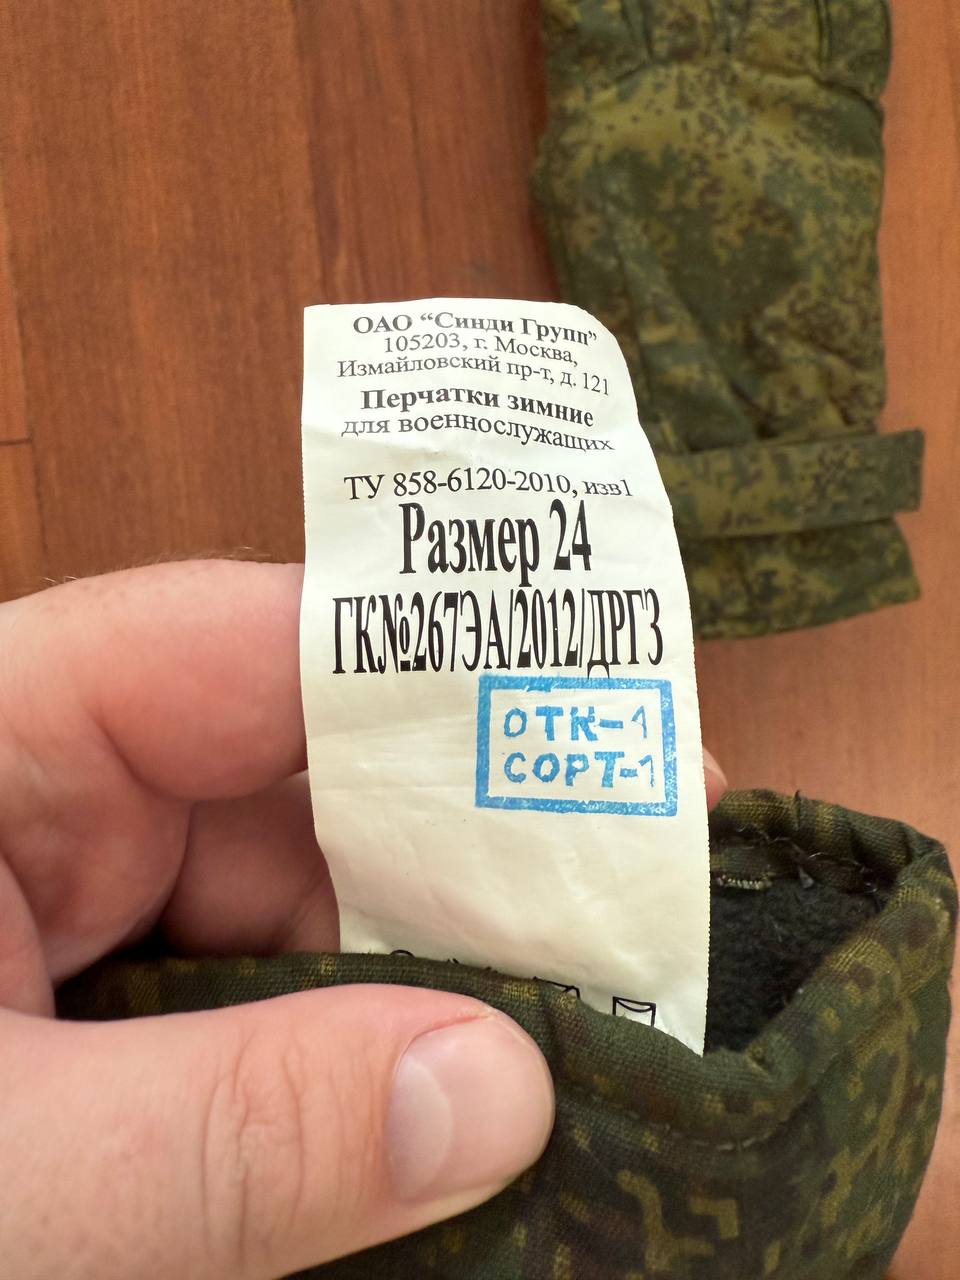 ОАО “Синди Групп”
105203, г. Москва,
Измайловский пр-т, д. 121
Перчатки зимние
для военнослужащих
ТУ 858-6120-2010, изв1
Размер 24
ГК№267ЭА/2012/ДРГЗ
ОТК-1
СОРТ-1